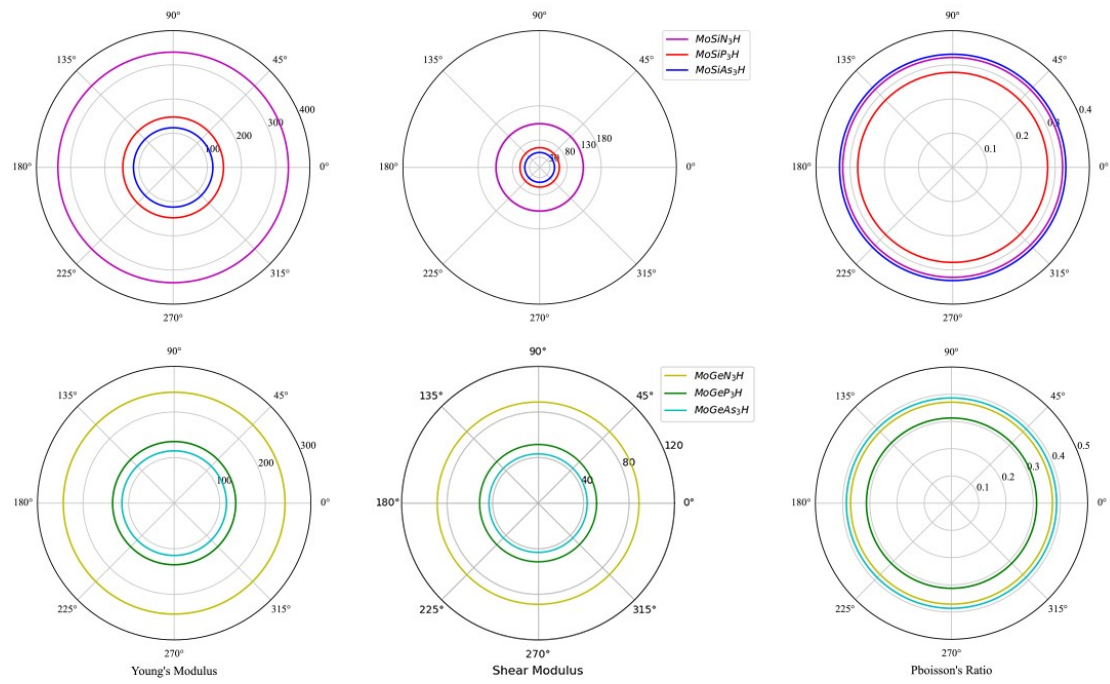 90° 90° 90°
135° 45° 135° 45° 135° 45°
MoSiN₃H
MoSiP₃H
MoSiAs₃H
400 300 200 100
180 130 80
0.4 0.2 0.1
180° 0° 180° 0° 180° 0°
225° 315° 225° 315° 225° 315°
270° 270° 270°
90° 90° 90°
135° 45° 135° 45° 135° 45°
MoGeN₃H
MoGeP₃H
MoGeAs₃H
300 200 100
120 80 40
0.5 0.4 0.3 0.2 0.1
180° 0° 180° 0° 180° 0°
225° 315° 225° 315° 225° 315°
270° 270° 270°
Young's Modulus Shear Modulus Pboisson's Ratio